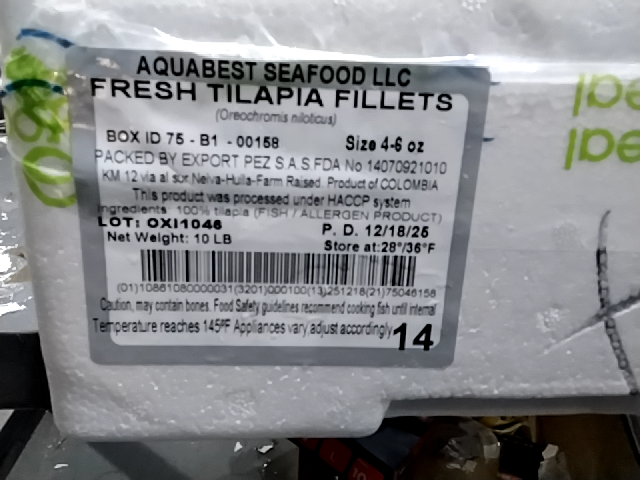 AQUABEST SEAFOOD LLC
FRESH TILAPIA FILLETS
(Oreochromis niloticus)
BOX ID 75 - B1 - 00158 Size 4-6 oz
PACKED BY EXPORT PEZ S.A.S.FDA No 14070921010
KM 12 via al sur Neiva-Huila-Farm Raised. Product of COLOMBIA
This product was processed under HACCP system
Ingredients: 100% tilapia (FISH / ALLERGEN PRODUCT)
LOT: OXI1046 P. D. 12/18/25
Net Weight: 10 LB Store at:28°/36°F
(01)10861080000031(3201)000100(13)251218(21)75046158
Caution, may contain bones. Food Safety guidelines recommend cooking fish until internal
Temperature reaches 145ºF Appliances vary adjust accordingly 14
eal
eal